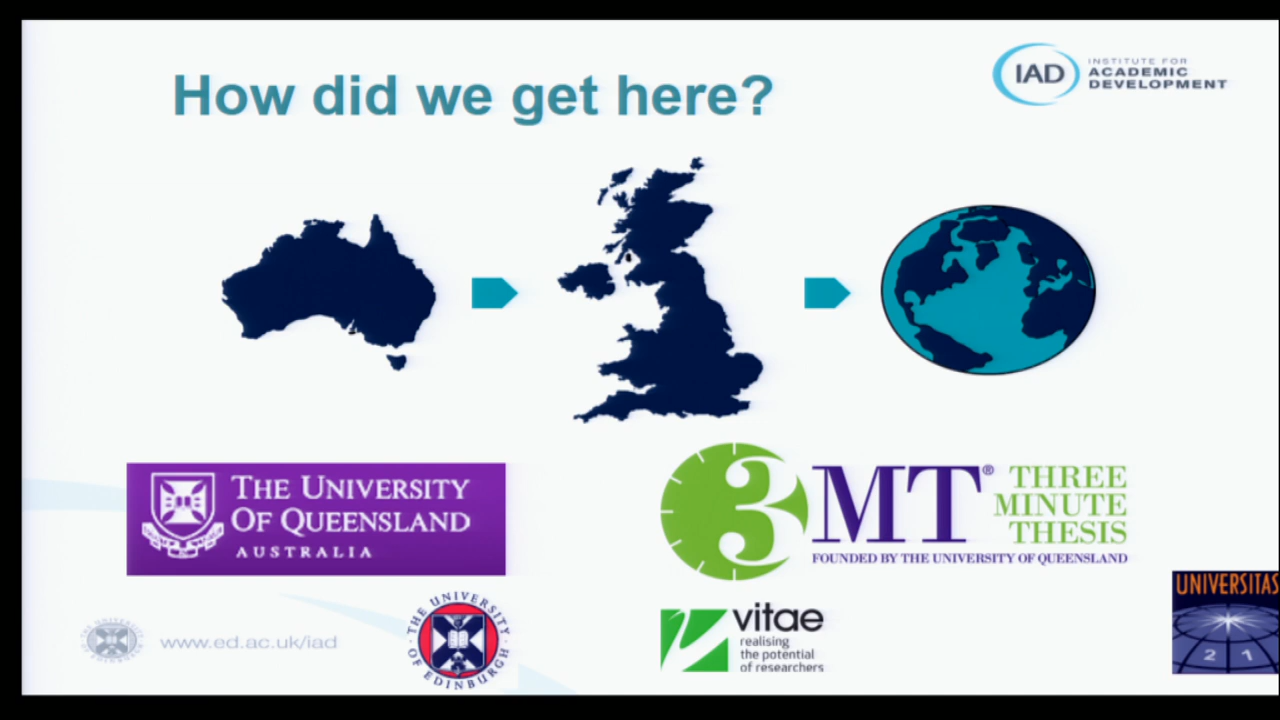 How did we get here?
IAD
INSTITUTE FOR
ACADEMIC
DEVELOPMENT
THE UNIVERSITY
OF QUEENSLAND
AUSTRALIA
3MT® THREE
MINUTE
THESIS
FOUNDED BY THE UNIVERSITY OF QUEENSLAND
www.ed.ac.uk/iad
THE UNIVERSITY OF EDINBURGH
vitae
realising
the potential
of researchers
UNIVERSITAS
2 1